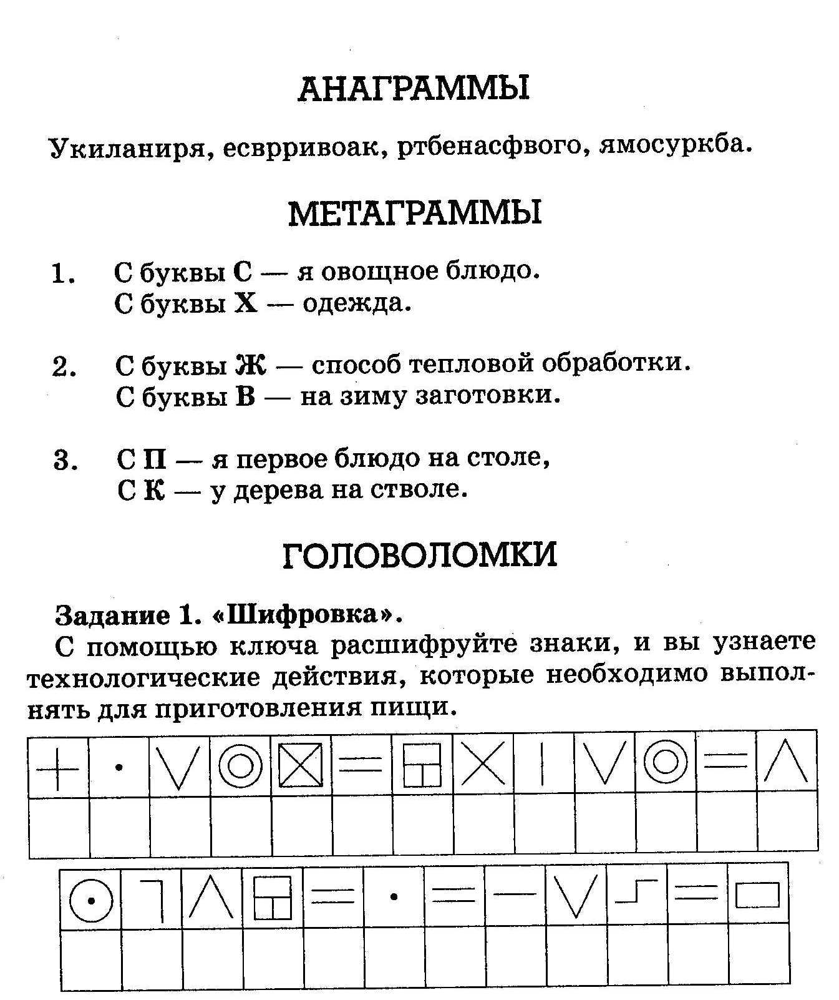 АНАГРАММЫ
Укиланиря, есврривоак, ртбенасфвого, ямосуркба.
МЕТАГРАММЫ
1. С буквы С — я овощное блюдо.
С буквы Х — одежда.
2. С буквы Ж — способ тепловой обработки.
С буквы В — на зиму заготовки.
3. С П — я первое блюдо на столе,
С К — у дерева на стволе.
ГОЛОВОЛОМКИ
Задание 1. «Шифровка».
С помощью ключа расшифруйте знаки, и вы узнаете
технологические действия, которые необходимо выпол-
нять для приготовления пищи.